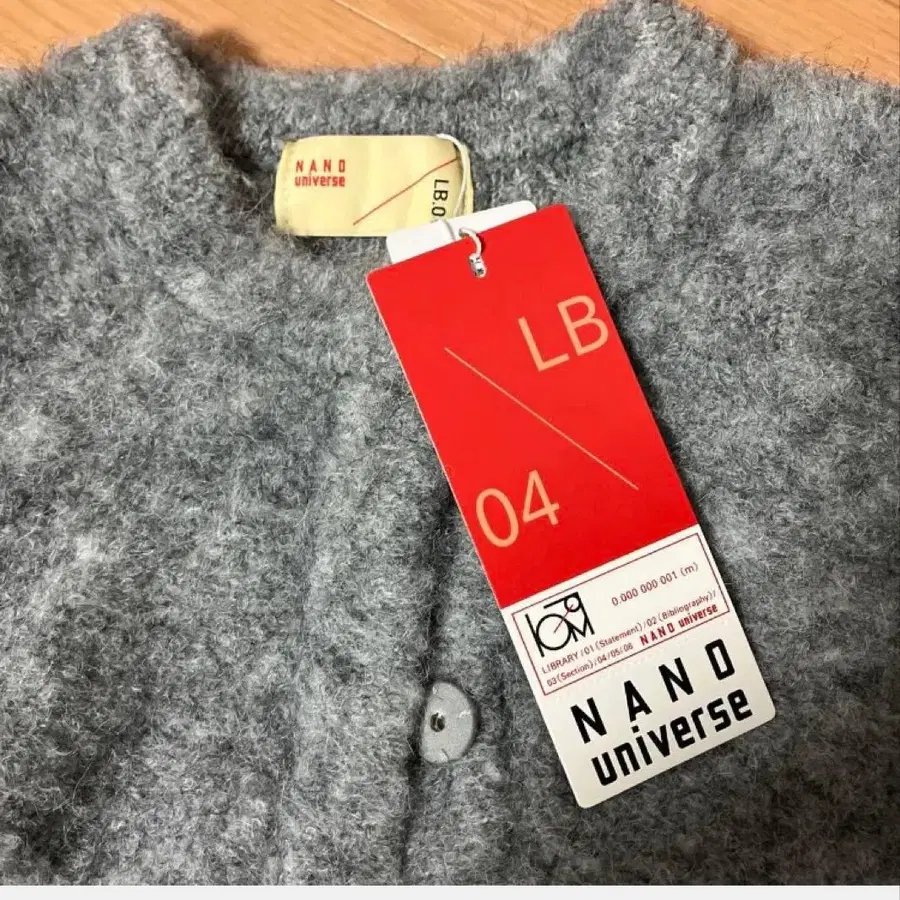 NANO
universe
LB.0
LB
04
0.000 000 001 (m)
LIBRARY/01(Statement)/02(Bibliography)/
03(Section)/04/05/06 NANO universe
NANO
universe